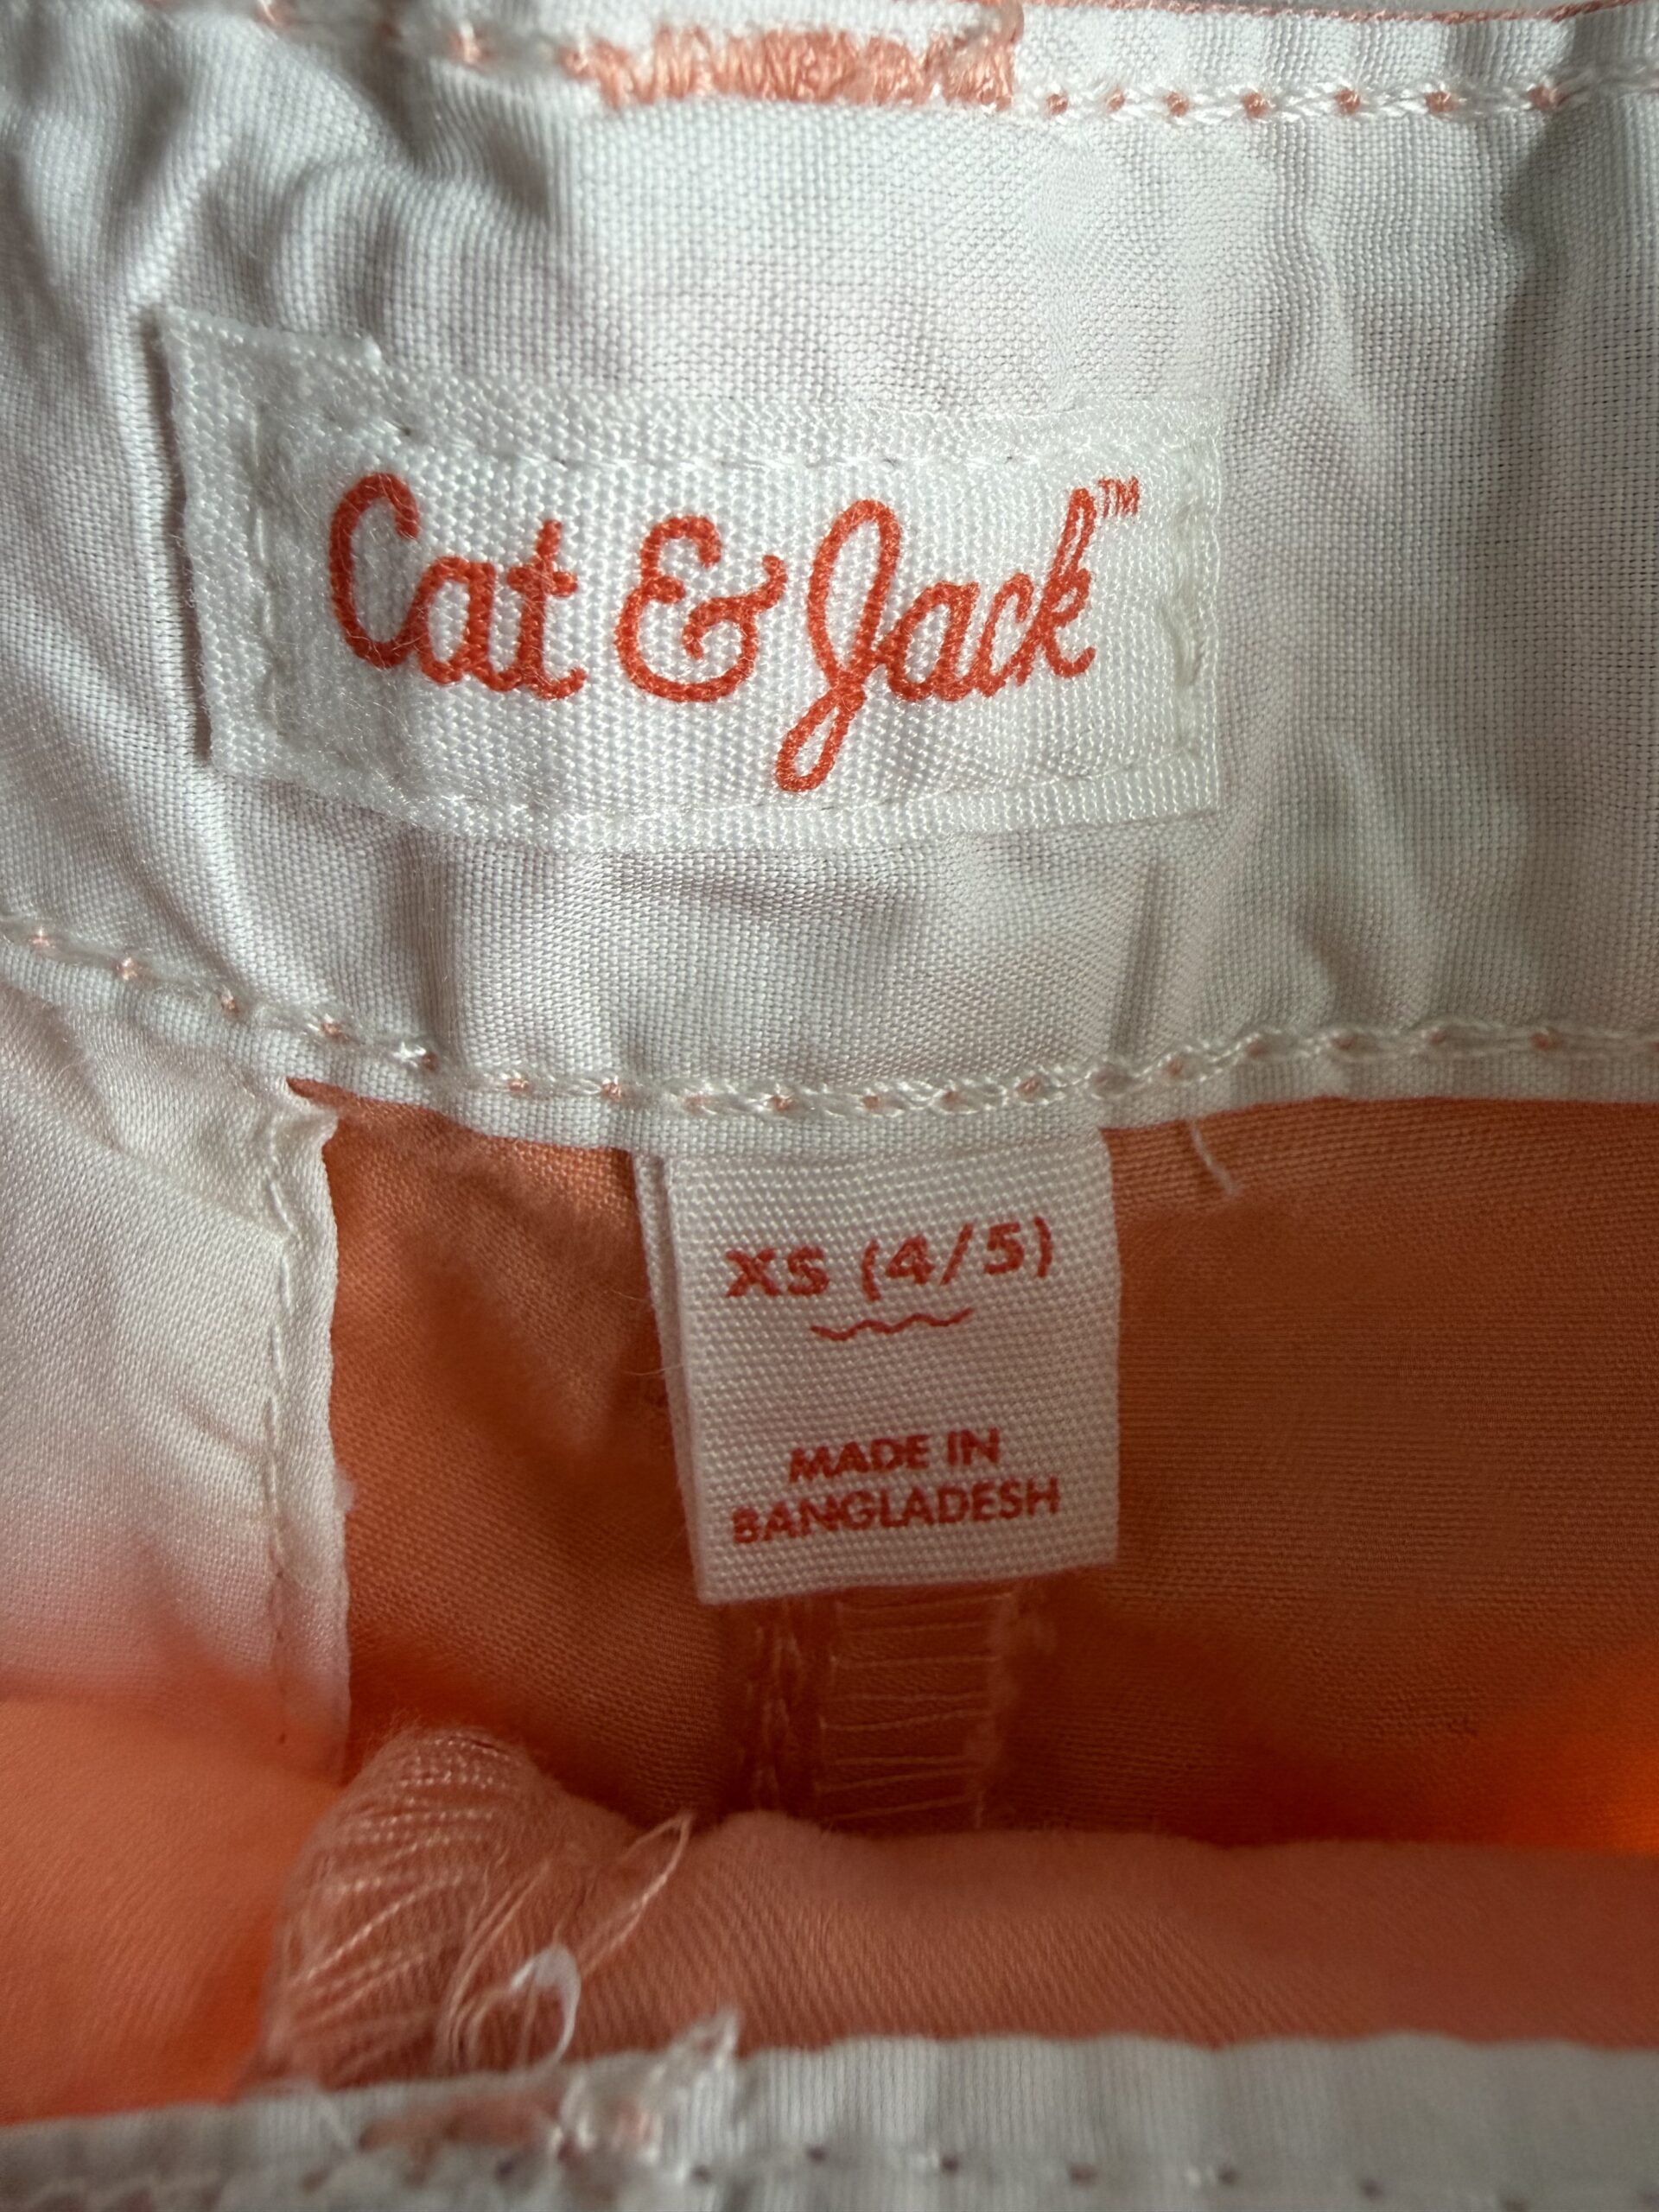 Cat & Jack™
XS (4/5)
MADE IN
BANGLADESH